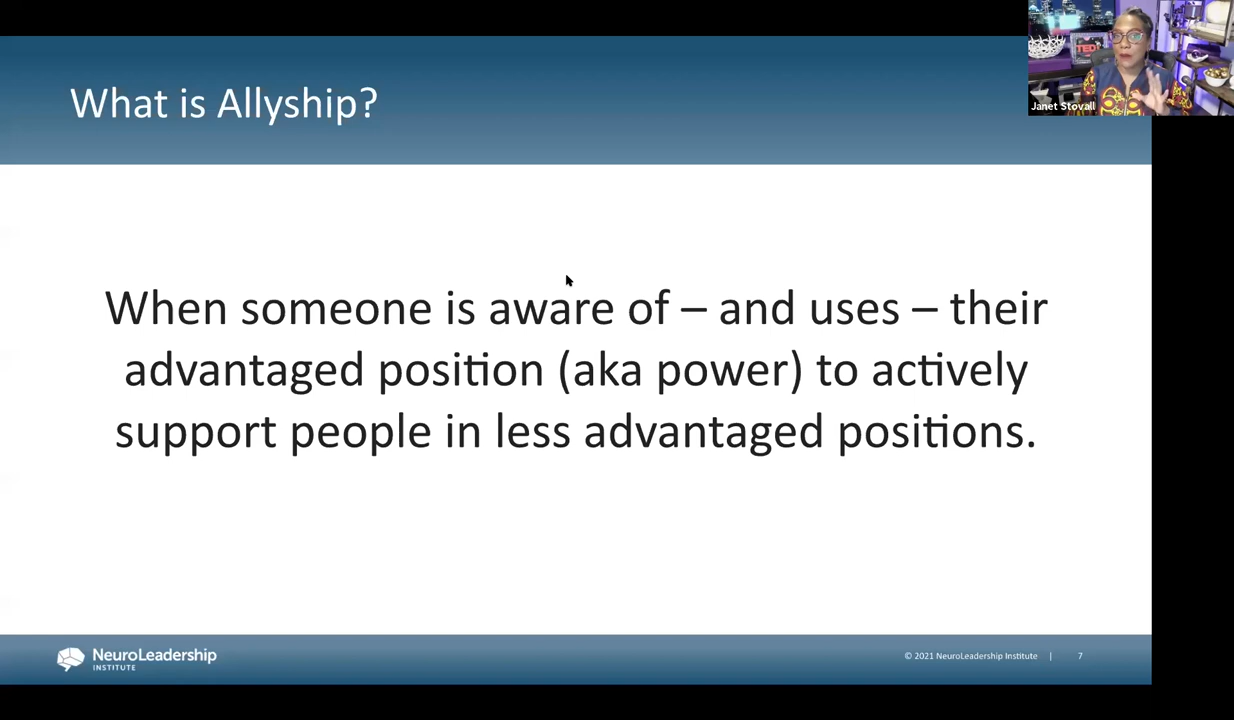 What is Allyship?
TED
Janet Stovall
When someone is aware of – and uses – their
advantaged position (aka power) to actively
support people in less advantaged positions.
NeuroLeadership
INSTITUTE
© 2021 NeuroLeadership Institute | 7